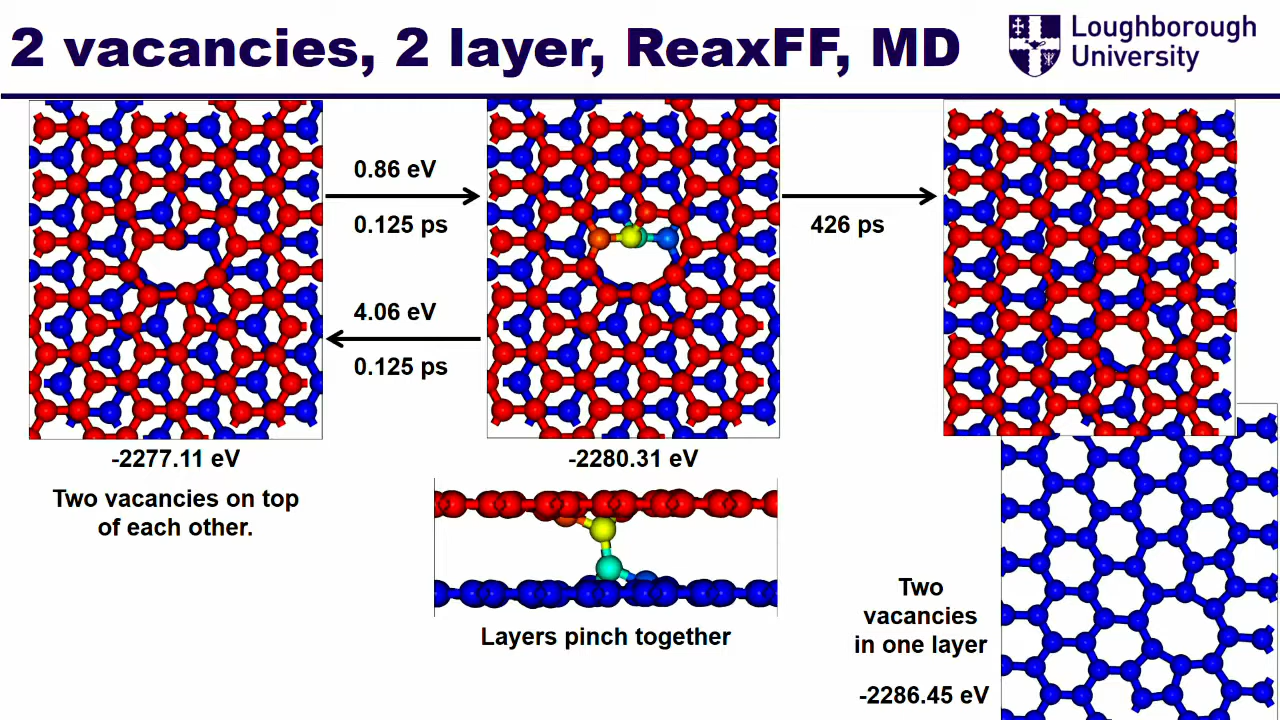 2 vacancies, 2 layer, ReaxFF, MD
Loughborough
University
0.86 eV
0.125 ps
4.06 eV
0.125 ps
426 ps
-2277.11 eV
Two vacancies on top
of each other.
-2280.31 eV
Layers pinch together
Two
vacancies
in one layer
-2286.45 eV